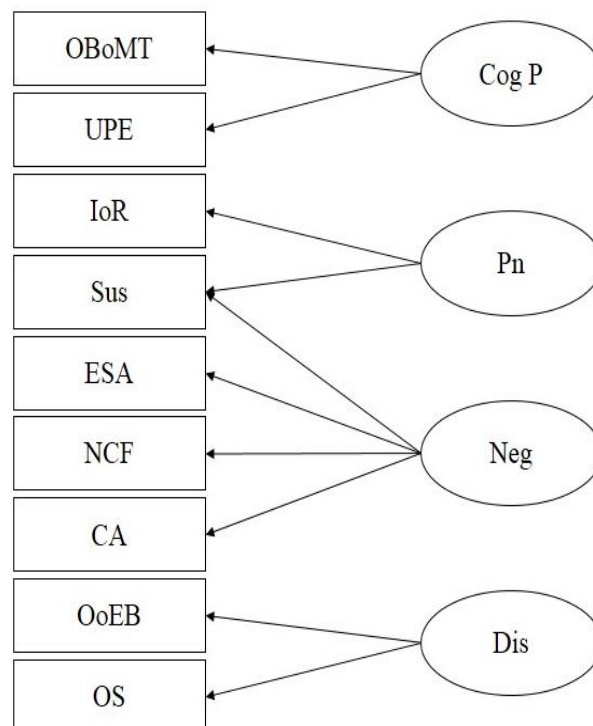 OBoMT
Cog P
UPE
IoR
Pn
Sus
ESA
NCF
Neg
CA
OoEB
Dis
OS